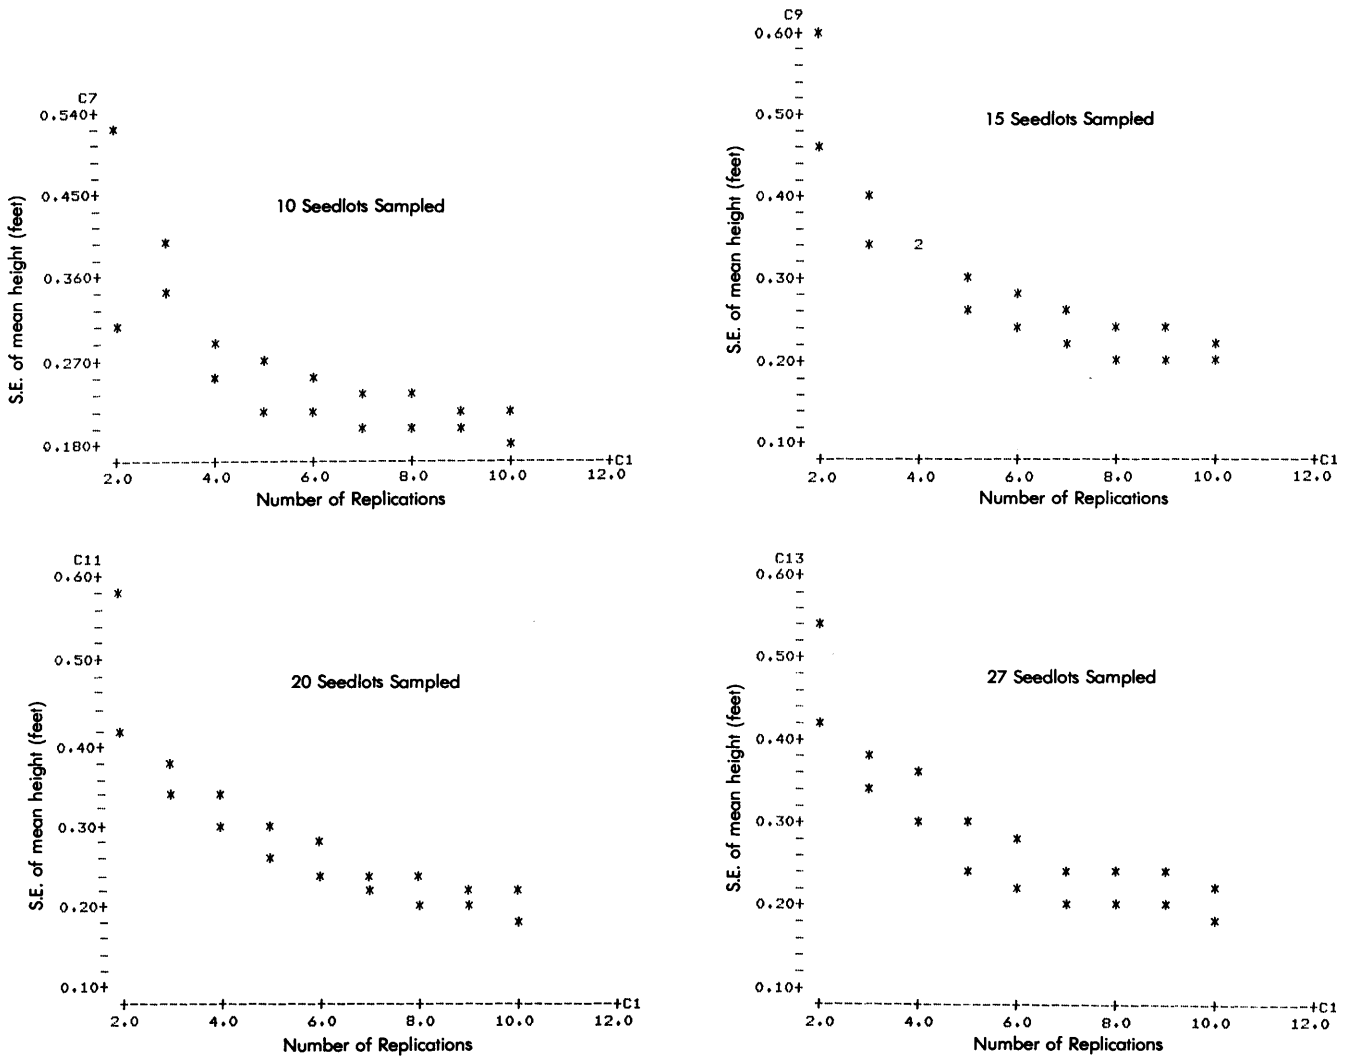 C7
0.540+
0.450+
0.360+
0.270+
0.180+
S.E. of mean height (feet)
10 Seedlots Sampled
+C1
2.0 4.0 6.0 8.0 10.0 12.0
Number of Replications
C9
0.60+
0.50+
0.40+
0.30+
0.20+
0.10+
S.E. of mean height (feet)
15 Seedlots Sampled
2
+C1
2.0 4.0 6.0 8.0 10.0 12.0
Number of Replications
C11
0.60+
0.50+
0.40+
0.30+
0.20+
0.10+
S.E. of mean height (feet)
20 Seedlots Sampled
+C1
2.0 4.0 6.0 8.0 10.0 12.0
Number of Replications
C13
0.60+
0.50+
0.40+
0.30+
0.20+
0.10+
S.E. of mean height (feet)
27 Seedlots Sampled
+C1
2.0 4.0 6.0 8.0 10.0 12.0
Number of Replications